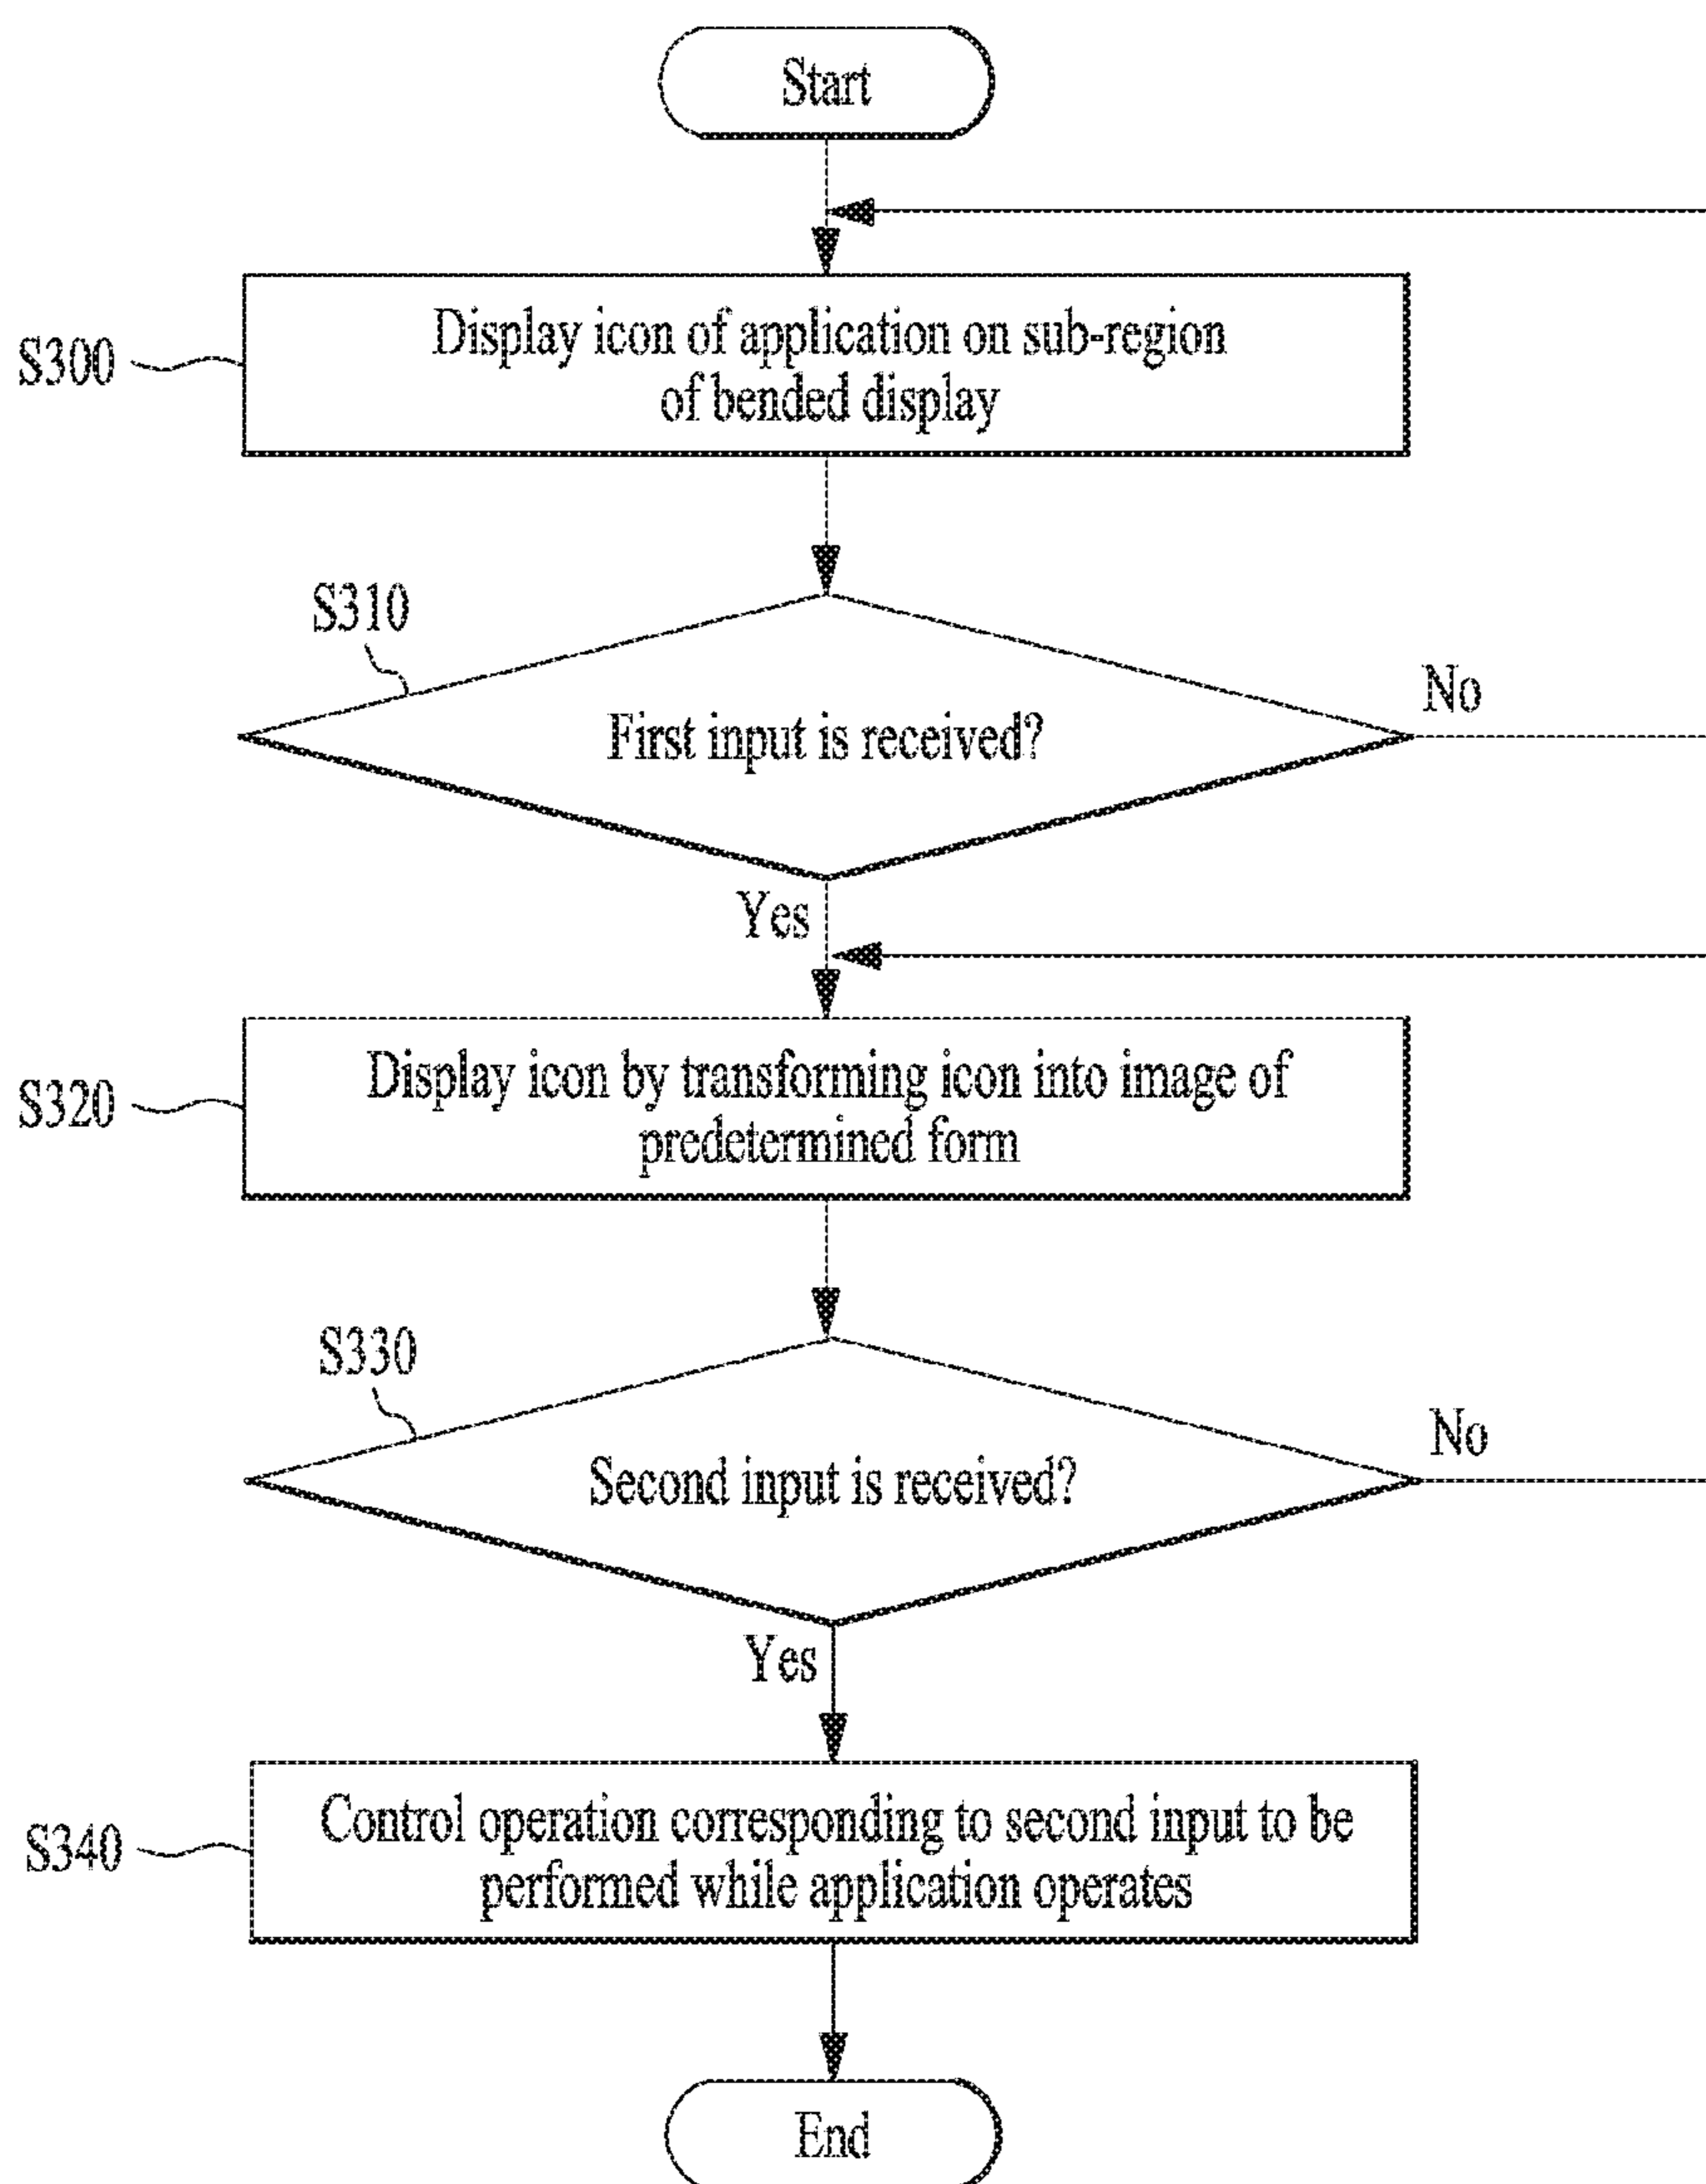 Start
S300
Display icon of application on sub-region
of bended display
S310
First input is received?
No
Yes
S320
Display icon by transforming icon into image of
predetermined form
S330
Second input is received?
No
Yes
S340
Control operation corresponding to second input to be
performed while application operates
End